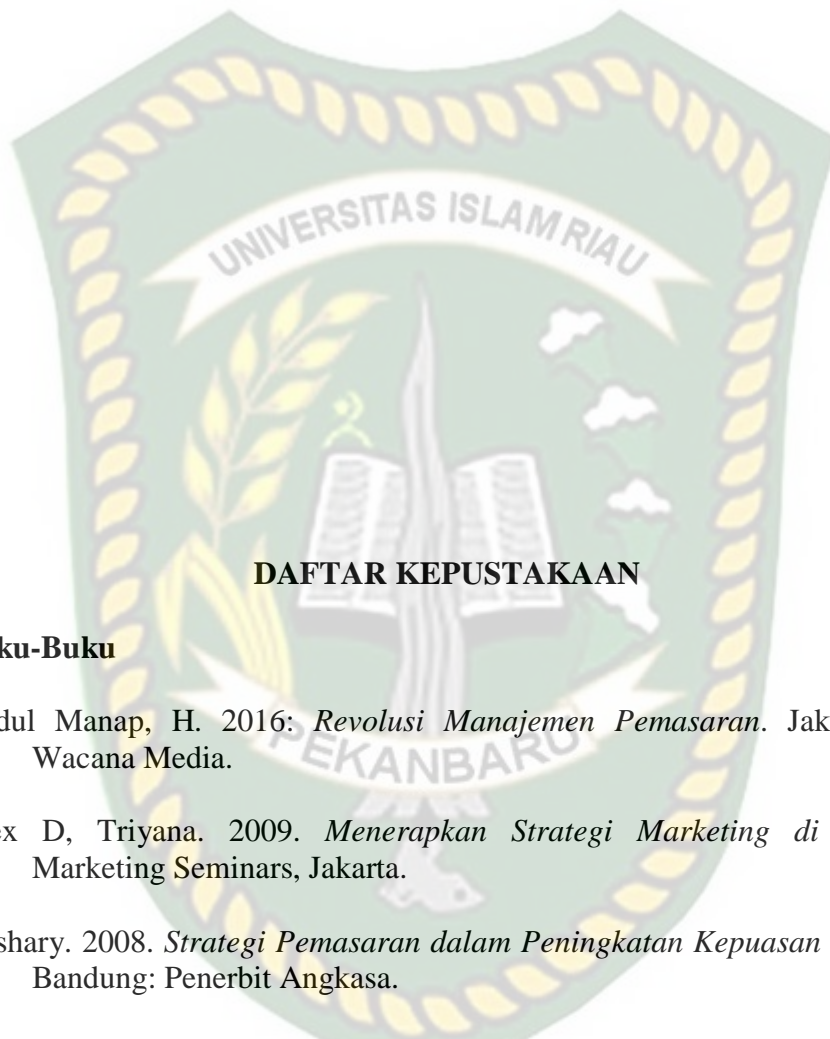 UNIVERSITAS ISLAM RIAU
DAFTAR KEPUSTAKAAN
ku-Buku
dul Manap, H. 2016: Revolusi Manajemen Pemasaran. Jak
Wacana Media.
PEKANBARU
ex D, Triyana. 2009. Menerapkan Strategi Marketing di
Marketing Seminars, Jakarta.
shary. 2008. Strategi Pemasaran dalam Peningkatan Kepuasan
Bandung: Penerbit Angkasa.